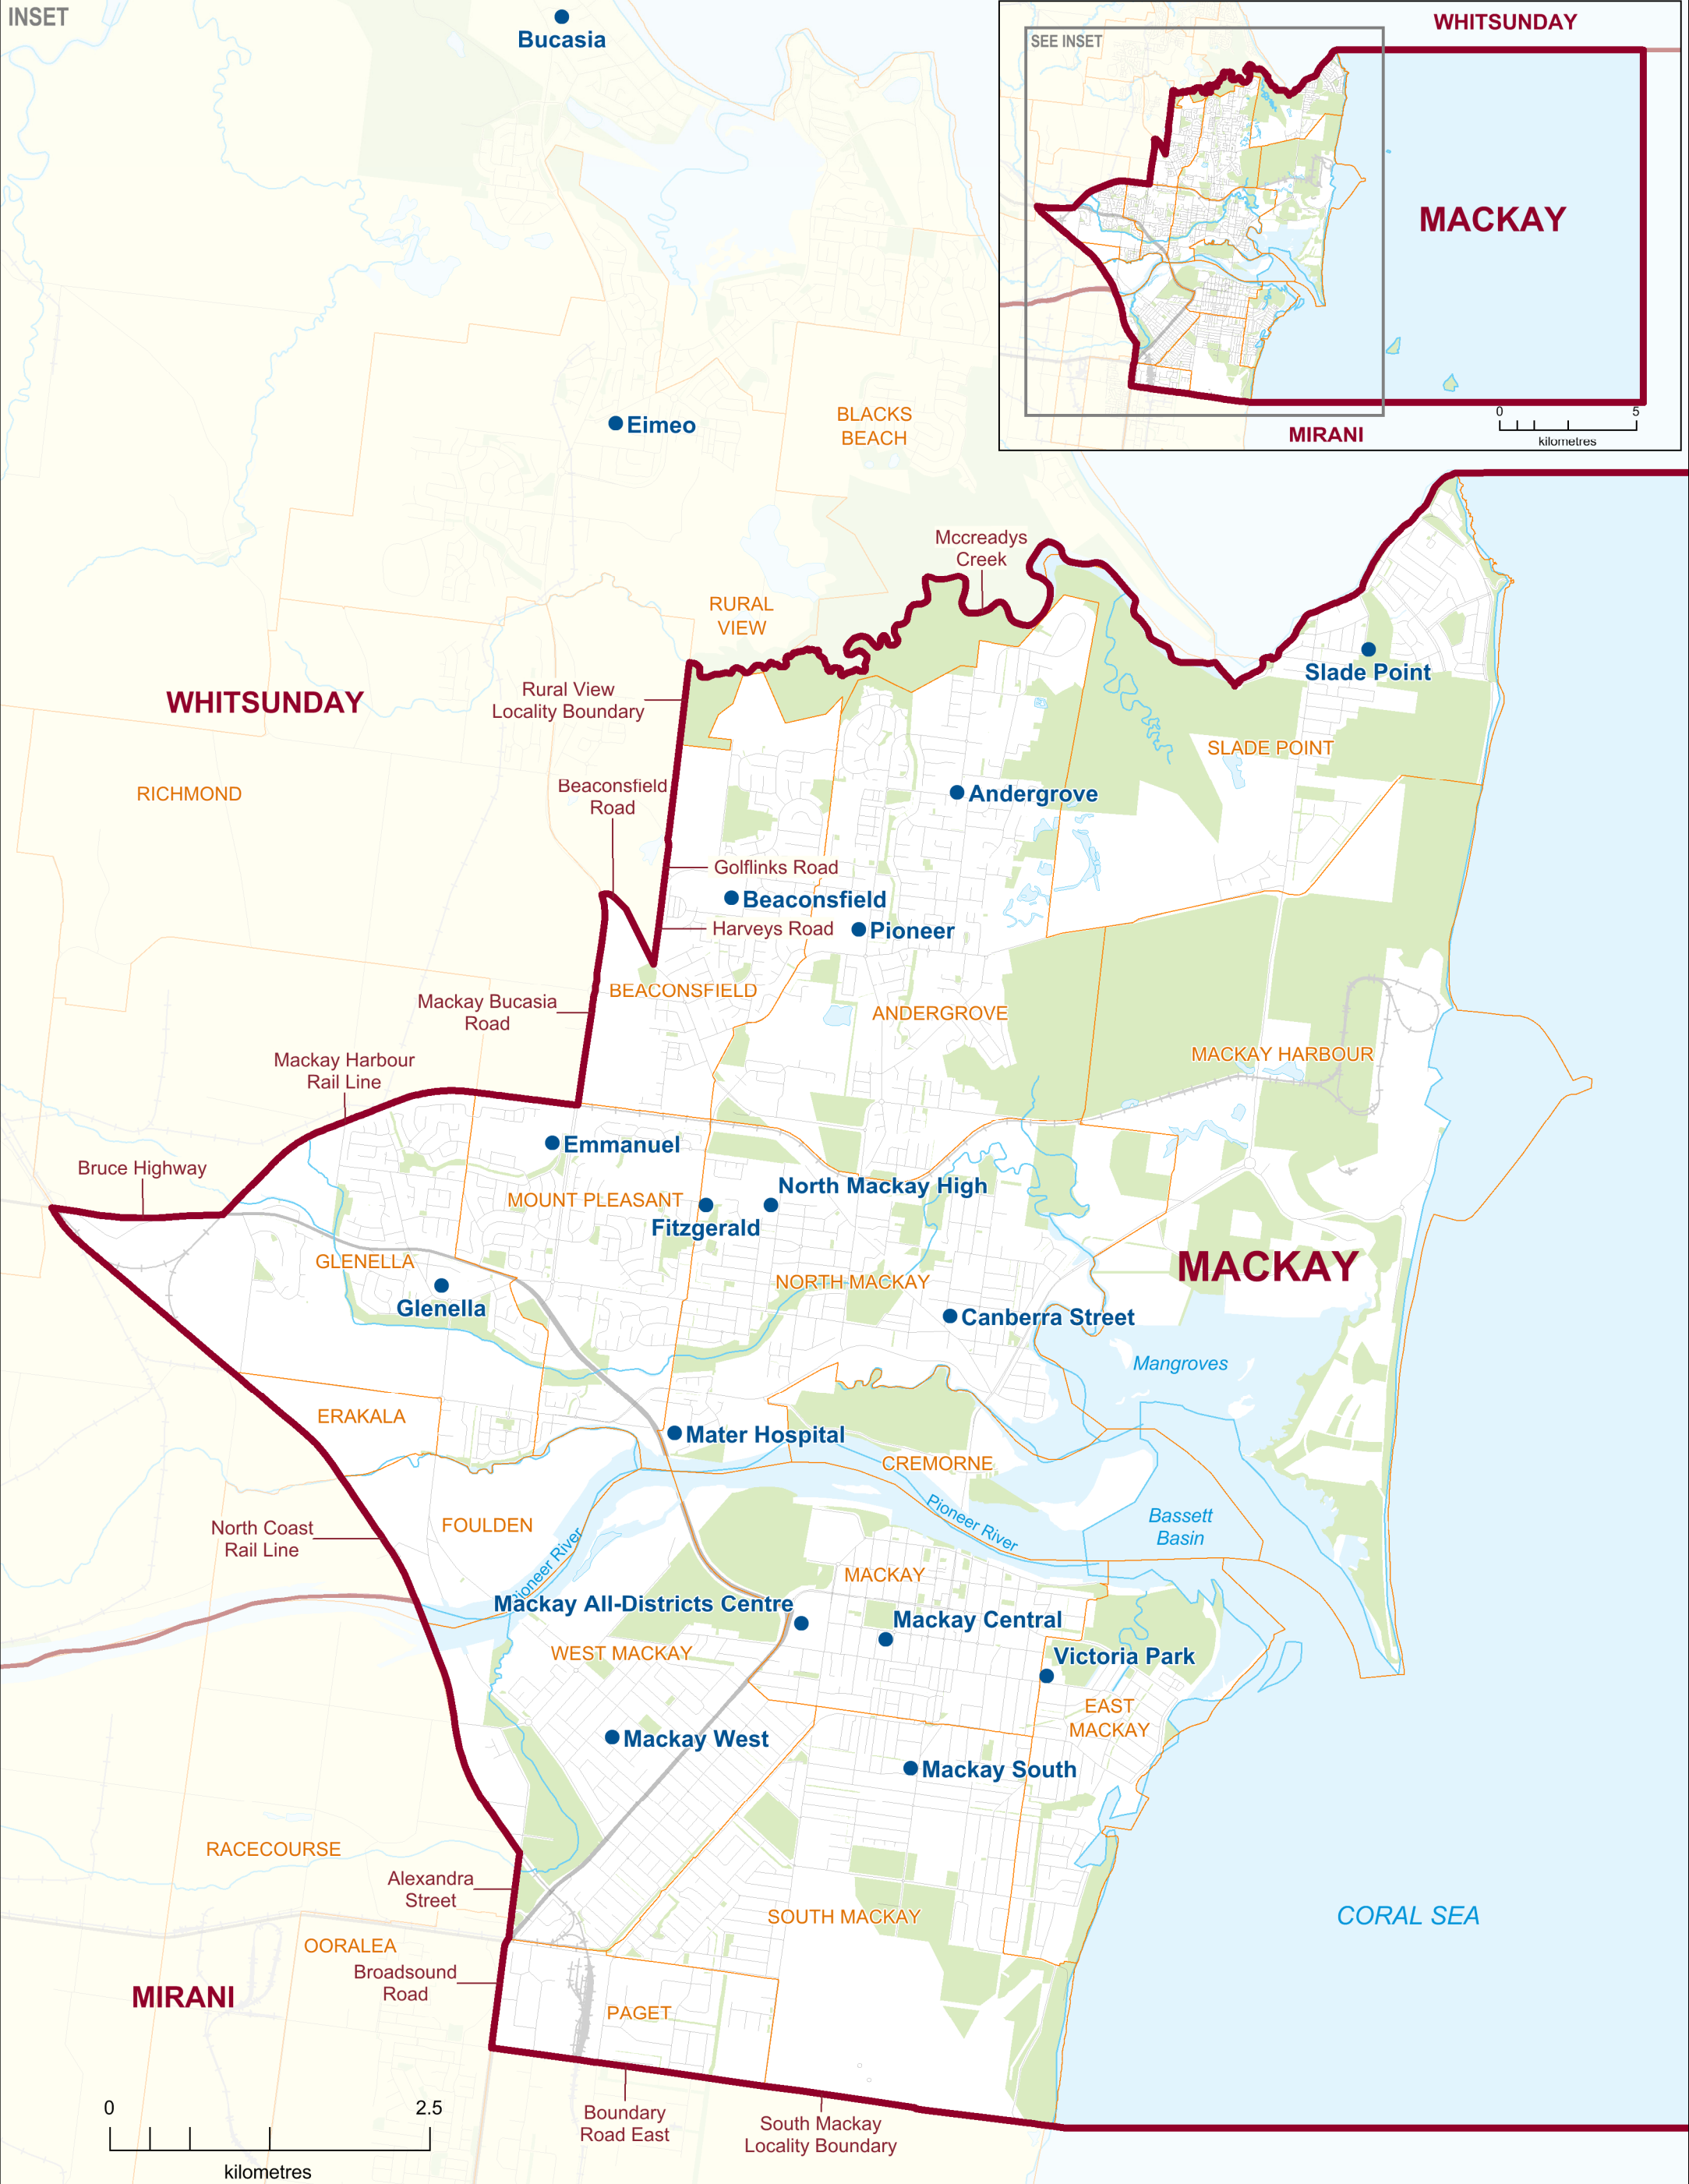 INSET
Bucasia
WHITSUNDAY
SEE INSET
MACKAY
0
5
kilometres
MIRANI
Eimeo
BLACKS
BEACH
Mccreadys
Creek
RURAL
VIEW
Slade Point
Rural View
Locality Boundary
WHITSUNDAY
SLADE POINT
Beaconsfield
Road
RICHMOND
Andergrove
Golflinks Road
Beaconsfield
Harveys Road
Pioneer
BEACONSFIELD
Mackay Bucasia
Road
ANDERGROVE
MACKAY HARBOUR
Mackay Harbour
Rail Line
Emmanuel
Bruce Highway
North Mackay High
MOUNT PLEASANT
Fitzgerald
GLENELLA
MACKAY
NORTH MACKAY
Glenella
Canberra Street
Mangroves
ERAKALA
Mater Hospital
CREMORNE
Pioneer River
Bassett
Basin
FOULDEN
North Coast
Rail Line
Pioneer River
MACKAY
Mackay All-Districts Centre
Mackay Central
WEST MACKAY
Victoria Park
EAST
MACKAY
Mackay West
Mackay South
RACECOURSE
Alexandra
Street
SOUTH MACKAY
CORAL SEA
OORALEA
Broadsound
Road
MIRANI
PAGET
0
2.5
kilometres
Boundary
Road East
South Mackay
Locality Boundary